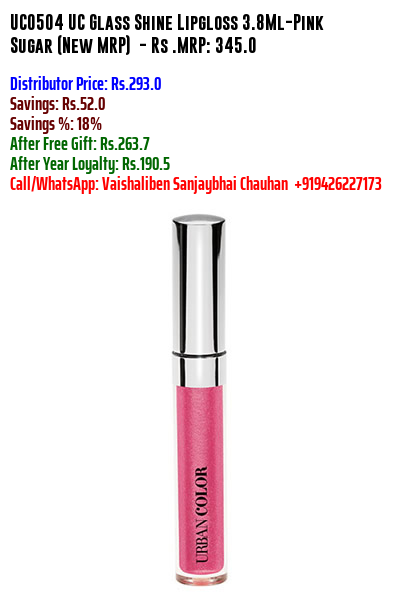 UC0504 UC Glass Shine Lipgloss 3.8Ml-Pink
Sugar (New MRP)  - Rs .MRP: 345.0
Distributor Price: Rs.293.0
Savings: Rs.52.0
Savings %: 18%
After Free Gift: Rs.263.7
After Year Loyalty: Rs.190.5
Call/WhatsApp: Vaishaliben Sanjaybhai Chauhan  +919426227173
URBAN COLOR